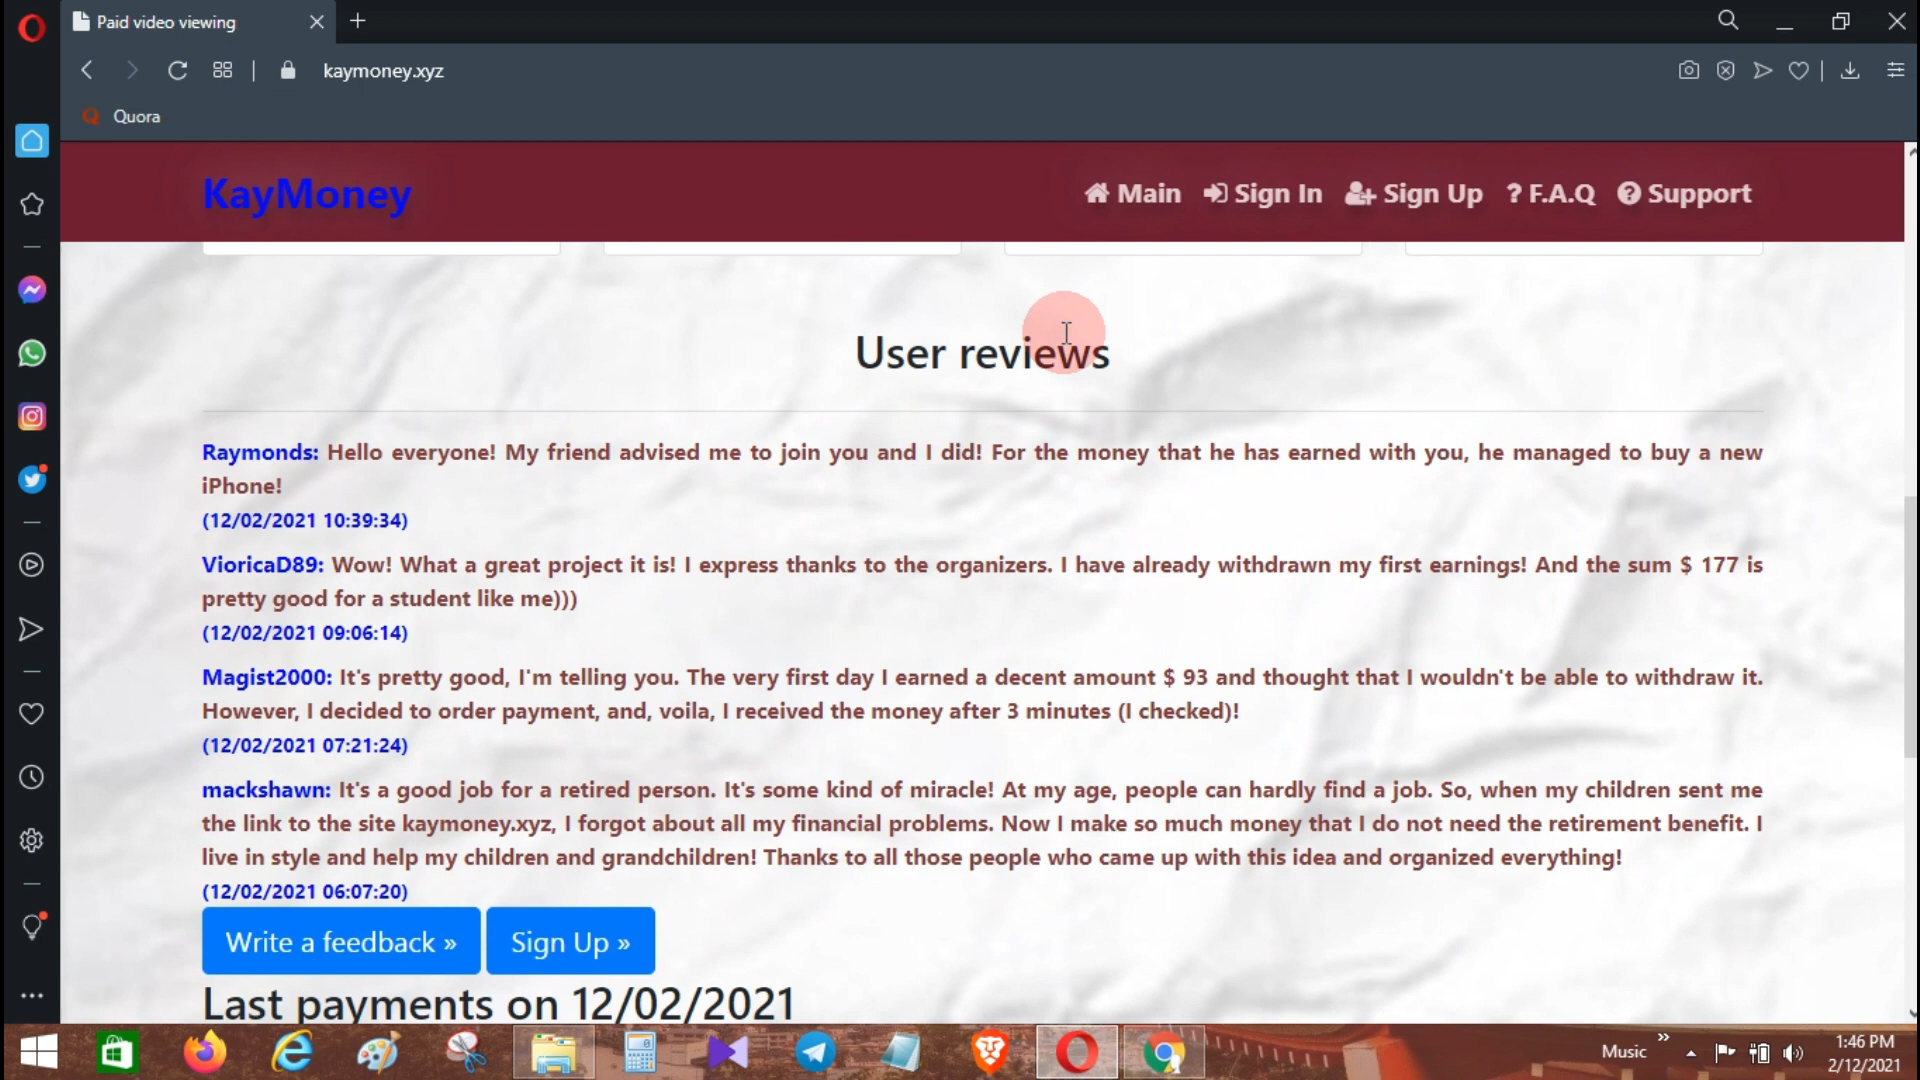 Paid video viewing
kaymoney.xyz
Quora
KayMoney
Main Sign In Sign Up ? F.A.Q Support
User reviews
Raymonds: Hello everyone! My friend advised me to join you and I did! For the money that he has earned with you, he managed to buy a new
iPhone!
(12/02/2021 10:39:34)
VioricaD89: Wow! What a great project it is! I express thanks to the organizers. I have already withdrawn my first earnings! And the sum $ 177 is
pretty good for a student like me)))
(12/02/2021 09:06:14)
Magist2000: It's pretty good, I'm telling you. The very first day I earned a decent amount $ 93 and thought that I wouldn't be able to withdraw it.
However, I decided to order payment, and, voila, I received the money after 3 minutes (I checked)!
(12/02/2021 07:21:24)
mackshawn: It's a good job for a retired person. It's some kind of miracle! At my age, people can hardly find a job. So, when my children sent me
the link to the site kaymoney.xyz, I forgot about all my financial problems. Now I make so much money that I do not need the retirement benefit. I
live in style and help my children and grandchildren! Thanks to all those people who came up with this idea and organized everything!
(12/02/2021 06:07:20)
Write a feedback » Sign Up »
Last payments on 12/02/2021
Music » 1:46 PM
2/12/2021